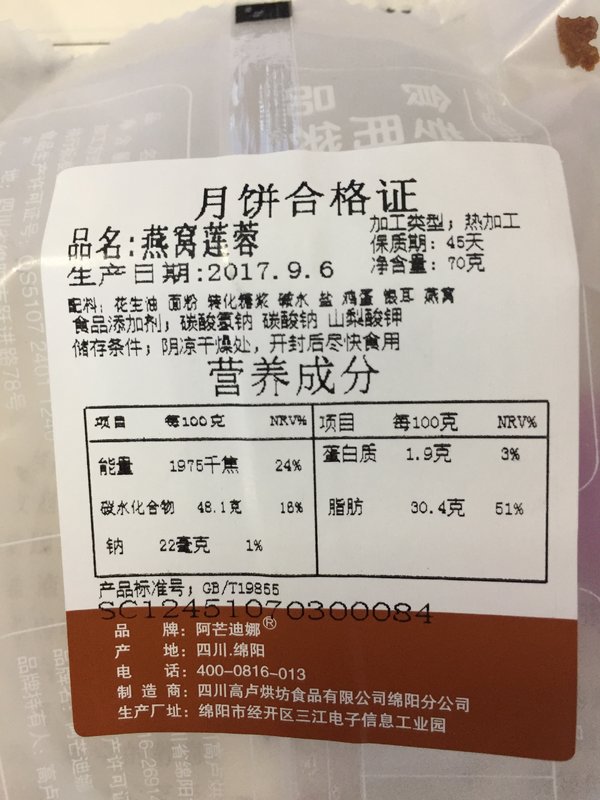 月饼合格证
品名:燕窝莲蓉
加工类型；热加工
生产日期:2017.9.6
保质期: 45天
净含量: 70克
配料: 花生油 面粉 转化糖浆 碱水 盐 鸡蛋 银耳 燕窝
食品添加剂；碳酸氢钠 碳酸钠 山梨酸钾
储存条件；阴凉干燥处，开封后尽快食用
营养成分
项目 每100克 NRV% 项目 每100克 NRV%
能量 1975千焦 24% 蛋白质 1.9克 3%
碳水化合物 48.1克 18% 脂肪 30.4克 51%
钠 22毫克 1%
产品标准号；GB/T19855
SC12451070300084
品 牌: 阿芒迪娜®
产 地: 四川.绵阳
电 话: 400-0816-013
制 造 商: 四川高卢烘坊食品有限公司绵阳分公司
生产厂址: 绵阳市经开区三江电子信息工业园